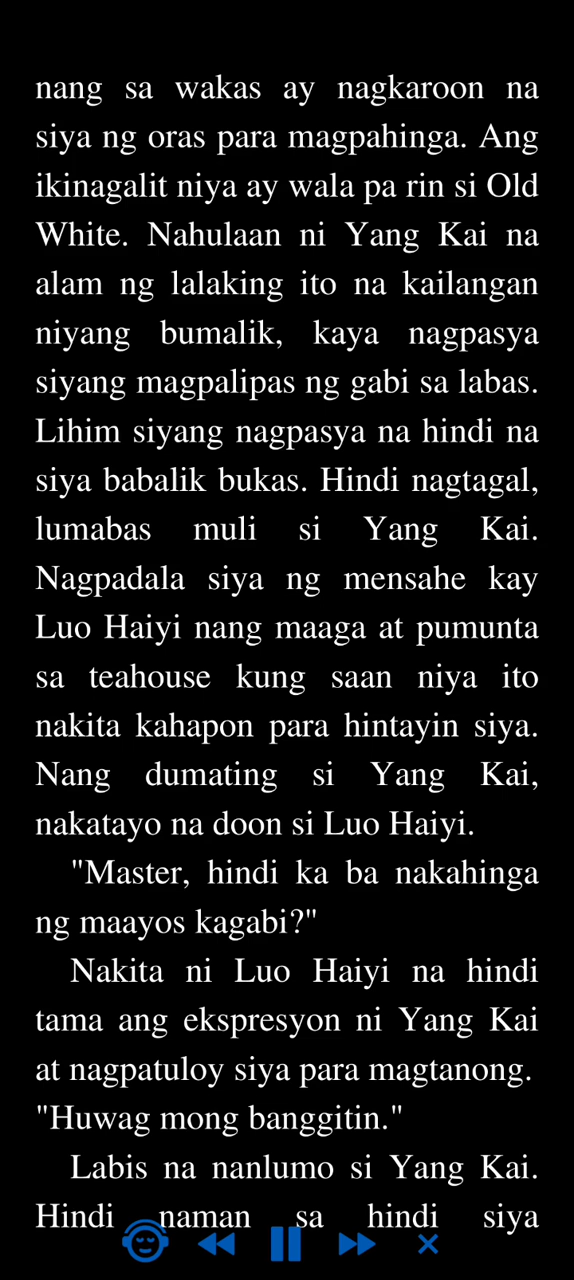 nang sa wakas ay nagkaroon na
siya ng oras para magpahinga. Ang
ikinagalit niya ay wala pa rin si Old
White. Nahulaan ni Yang Kai na
alam ng lalaking ito na kailangan
niyang bumalik, kaya nagpasya
siyang magpalipas ng gabi sa labas.
Lihim siyang nagpasya na hindi na
siya babalik bukas. Hindi nagtagal,
lumabas muli si Yang Kai.
Nagpadala siya ng mensahe kay
Luo Haiyi nang maaga at pumunta
sa teahouse kung saan niya ito
nakita kahapon para hintayin siya.
Nang dumating si Yang Kai,
nakatayo na doon si Luo Haiyi.
"Master, hindi ka ba nakahinga
ng maayos kagabi?"
Nakita ni Luo Haiyi na hindi
tama ang ekspresyon ni Yang Kai
at nagpatuloy siya para magtanong.
"Huwag mong banggitin."
Labis na nanlumo si Yang Kai.
Hindi naman sa hindi siya